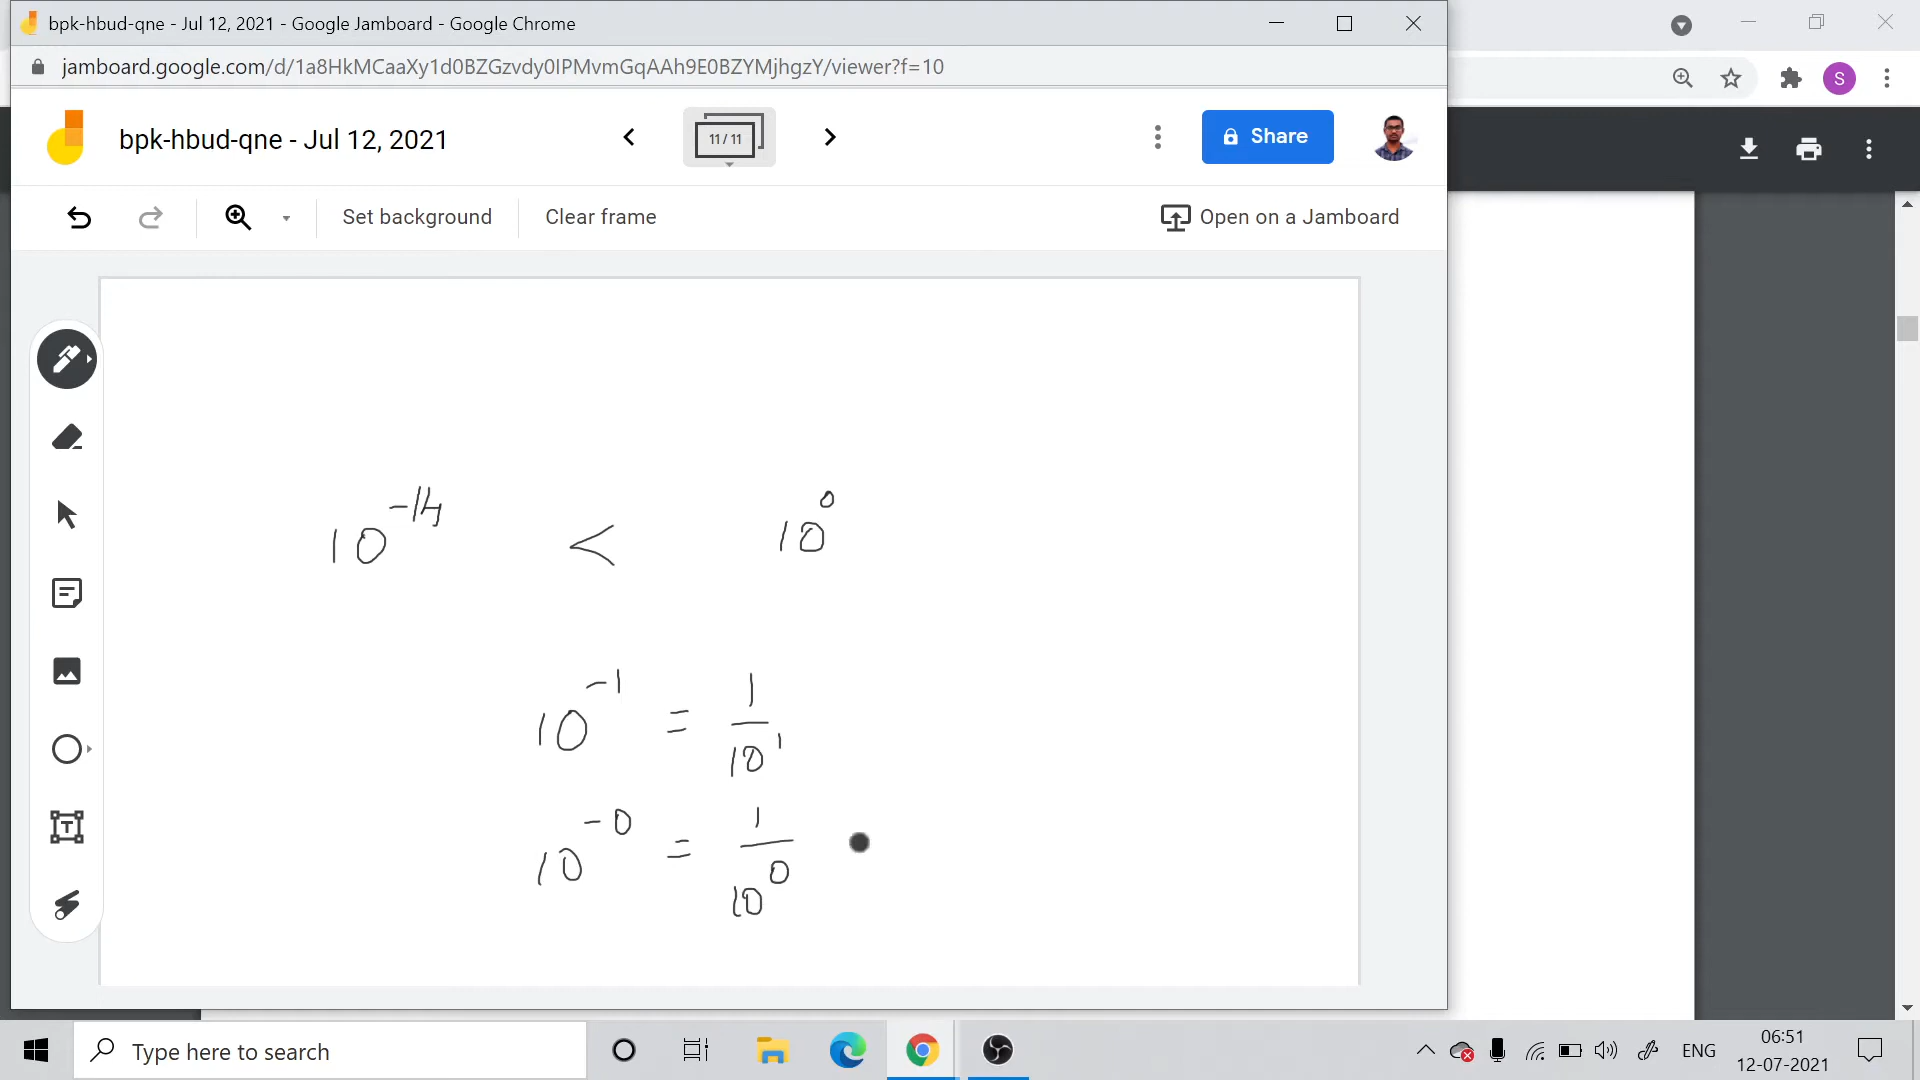 bpk-hbud-qne - Jul 12, 2021 - Google Jamboard - Google Chrome
jamboard.google.com/d/1a8HkMCaaXy1d0BZGzvdy0IPMvmGqAAh9E0BZYMjhgzY/viewer?f=10
S
bpk-hbud-qne - Jul 12, 2021
11 / 11
Share
Set background
Clear frame
Open on a Jamboard
10^-14 < 10^0
10^-1 = 1/10^1
10^-0 = 1/10^0
T
Type here to search
ENG
06:51
12-07-2021